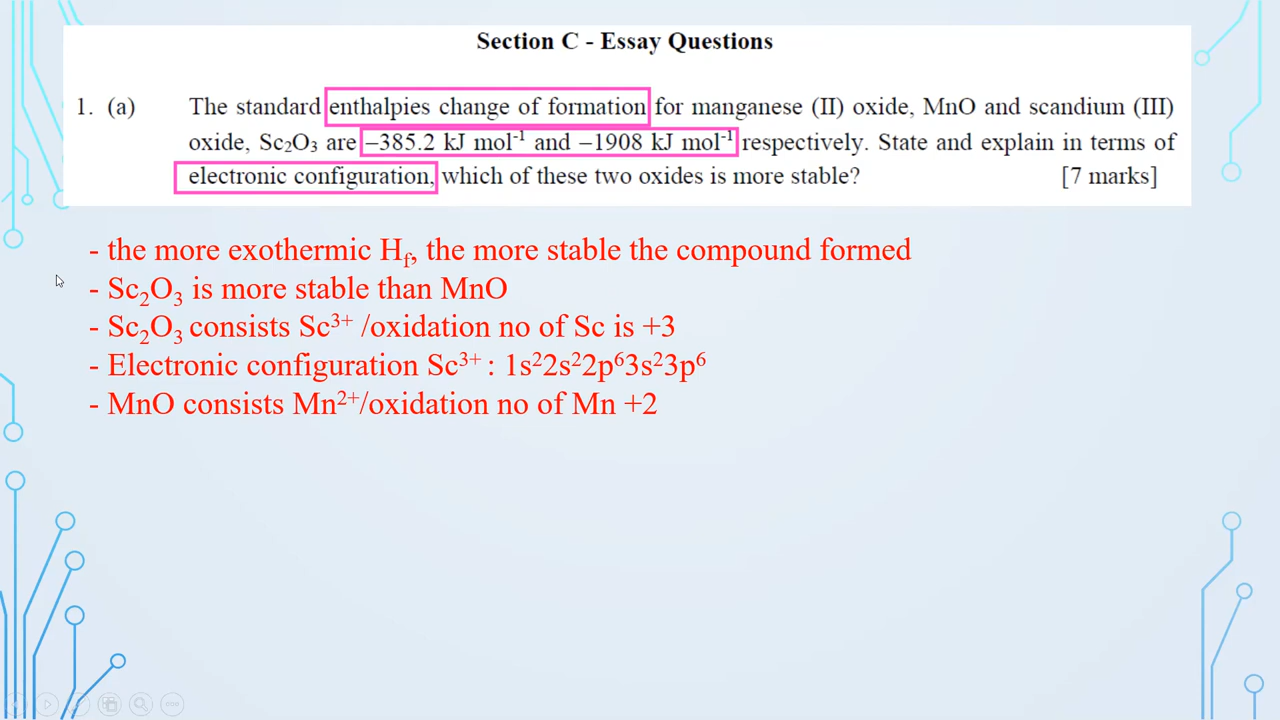 Section C - Essay Questions
1. (a) The standard enthalpies change of formation for manganese (II) oxide, MnO and scandium (III)
oxide, Sc₂O₃ are −385.2 kJ mol⁻¹ and −1908 kJ mol⁻¹ respectively. State and explain in terms of
electronic configuration, which of these two oxides is more stable? [7 marks]
- the more exothermic H_f, the more stable the compound formed
- Sc₂O₃ is more stable than MnO
- Sc₂O₃ consists Sc³⁺ /oxidation no of Sc is +3
- Electronic configuration Sc³⁺ : 1s²2s²2p⁶3s²3p⁶
- MnO consists Mn²⁺/oxidation no of Mn +2